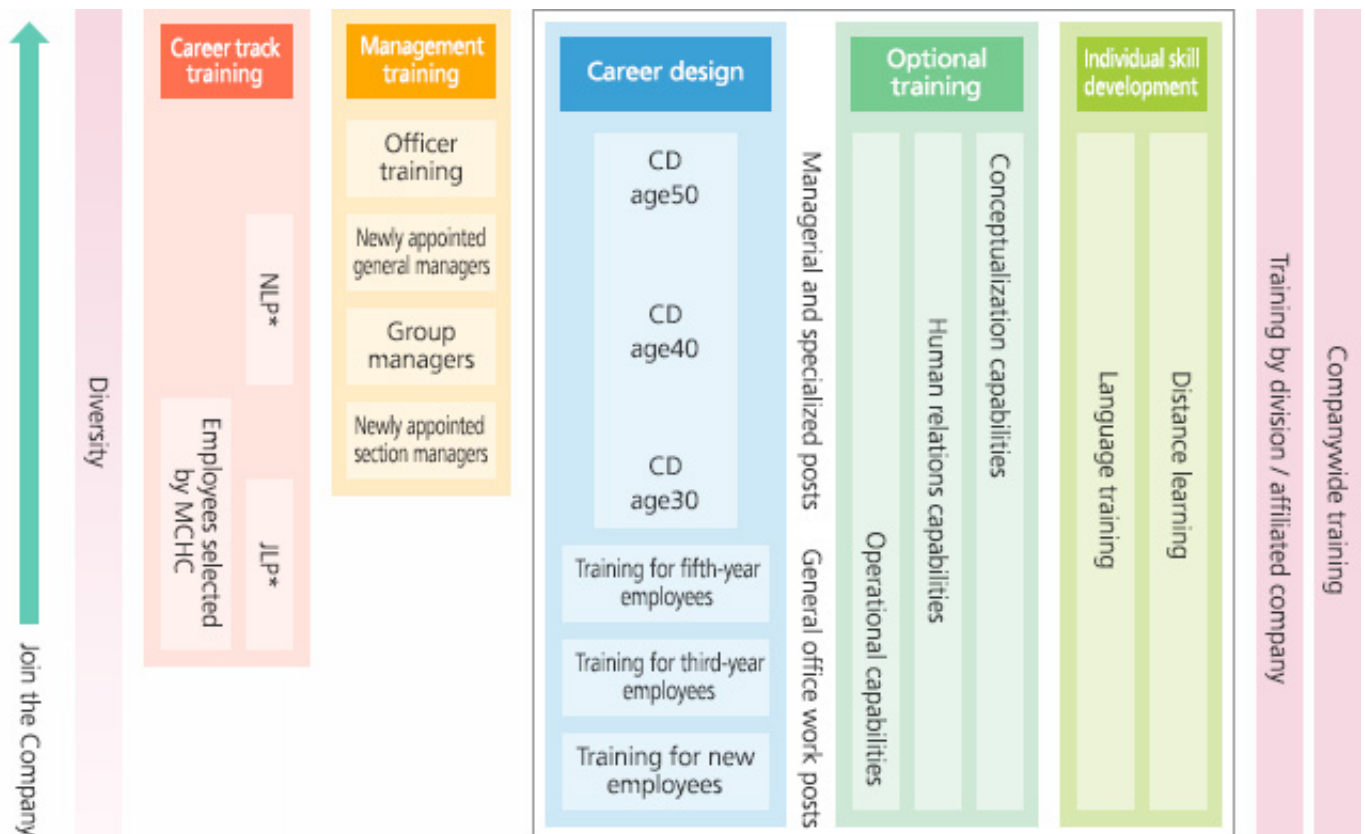 Join the Company
Diversity
Career track
training
NLP*
Employees selected
by MCHC
JLP*
Management
training
Officer
training
Newly appointed
general managers
Group
managers
Newly appointed
section managers
Career design
CD
age50
CD
age40
CD
age30
Training for fifth-year
employees
Training for third-year
employees
Training for new
employees
Managerial and specialized posts
General office work posts
Optional
training
Operational capabilities
Human relations capabilities
Conceptualization capabilities
Individual skill
development
Language training
Distance learning
Training by division / affiliated company
Companywide training